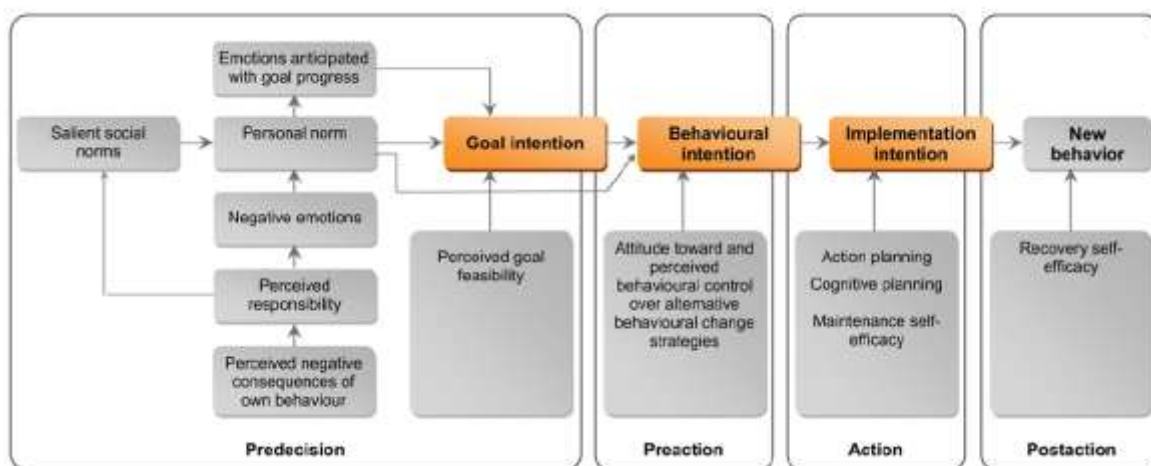 Emotions anticipated
with goal progress
Salient social
norms
Personal norm
Goal intention
Behavioural
intention
Implementation
intention
New
behavior
Negative emotions
Perceived
responsibility
Perceived negative
consequences of
own behaviour
Perceived goal
feasibility
Attitude toward and
perceived
behavioural control
over alternative
behavioural change
strategies
Action planning
Cognitive planning
Maintenance self-
efficacy
Recovery self-
efficacy
Predecision
Preaction
Action
Postaction